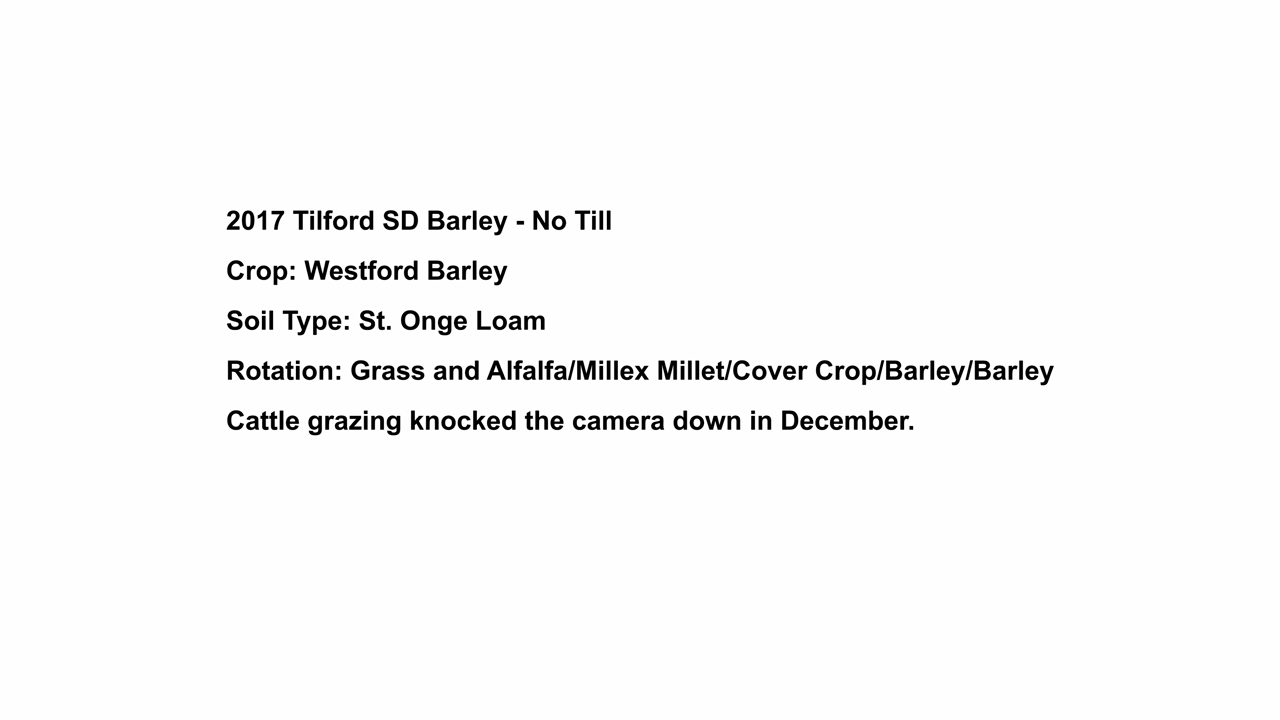 2017 Tilford SD Barley - No Till
Crop: Westford Barley
Soil Type: St. Onge Loam
Rotation: Grass and Alfalfa/Millex Millet/Cover Crop/Barley/Barley
Cattle grazing knocked the camera down in December.